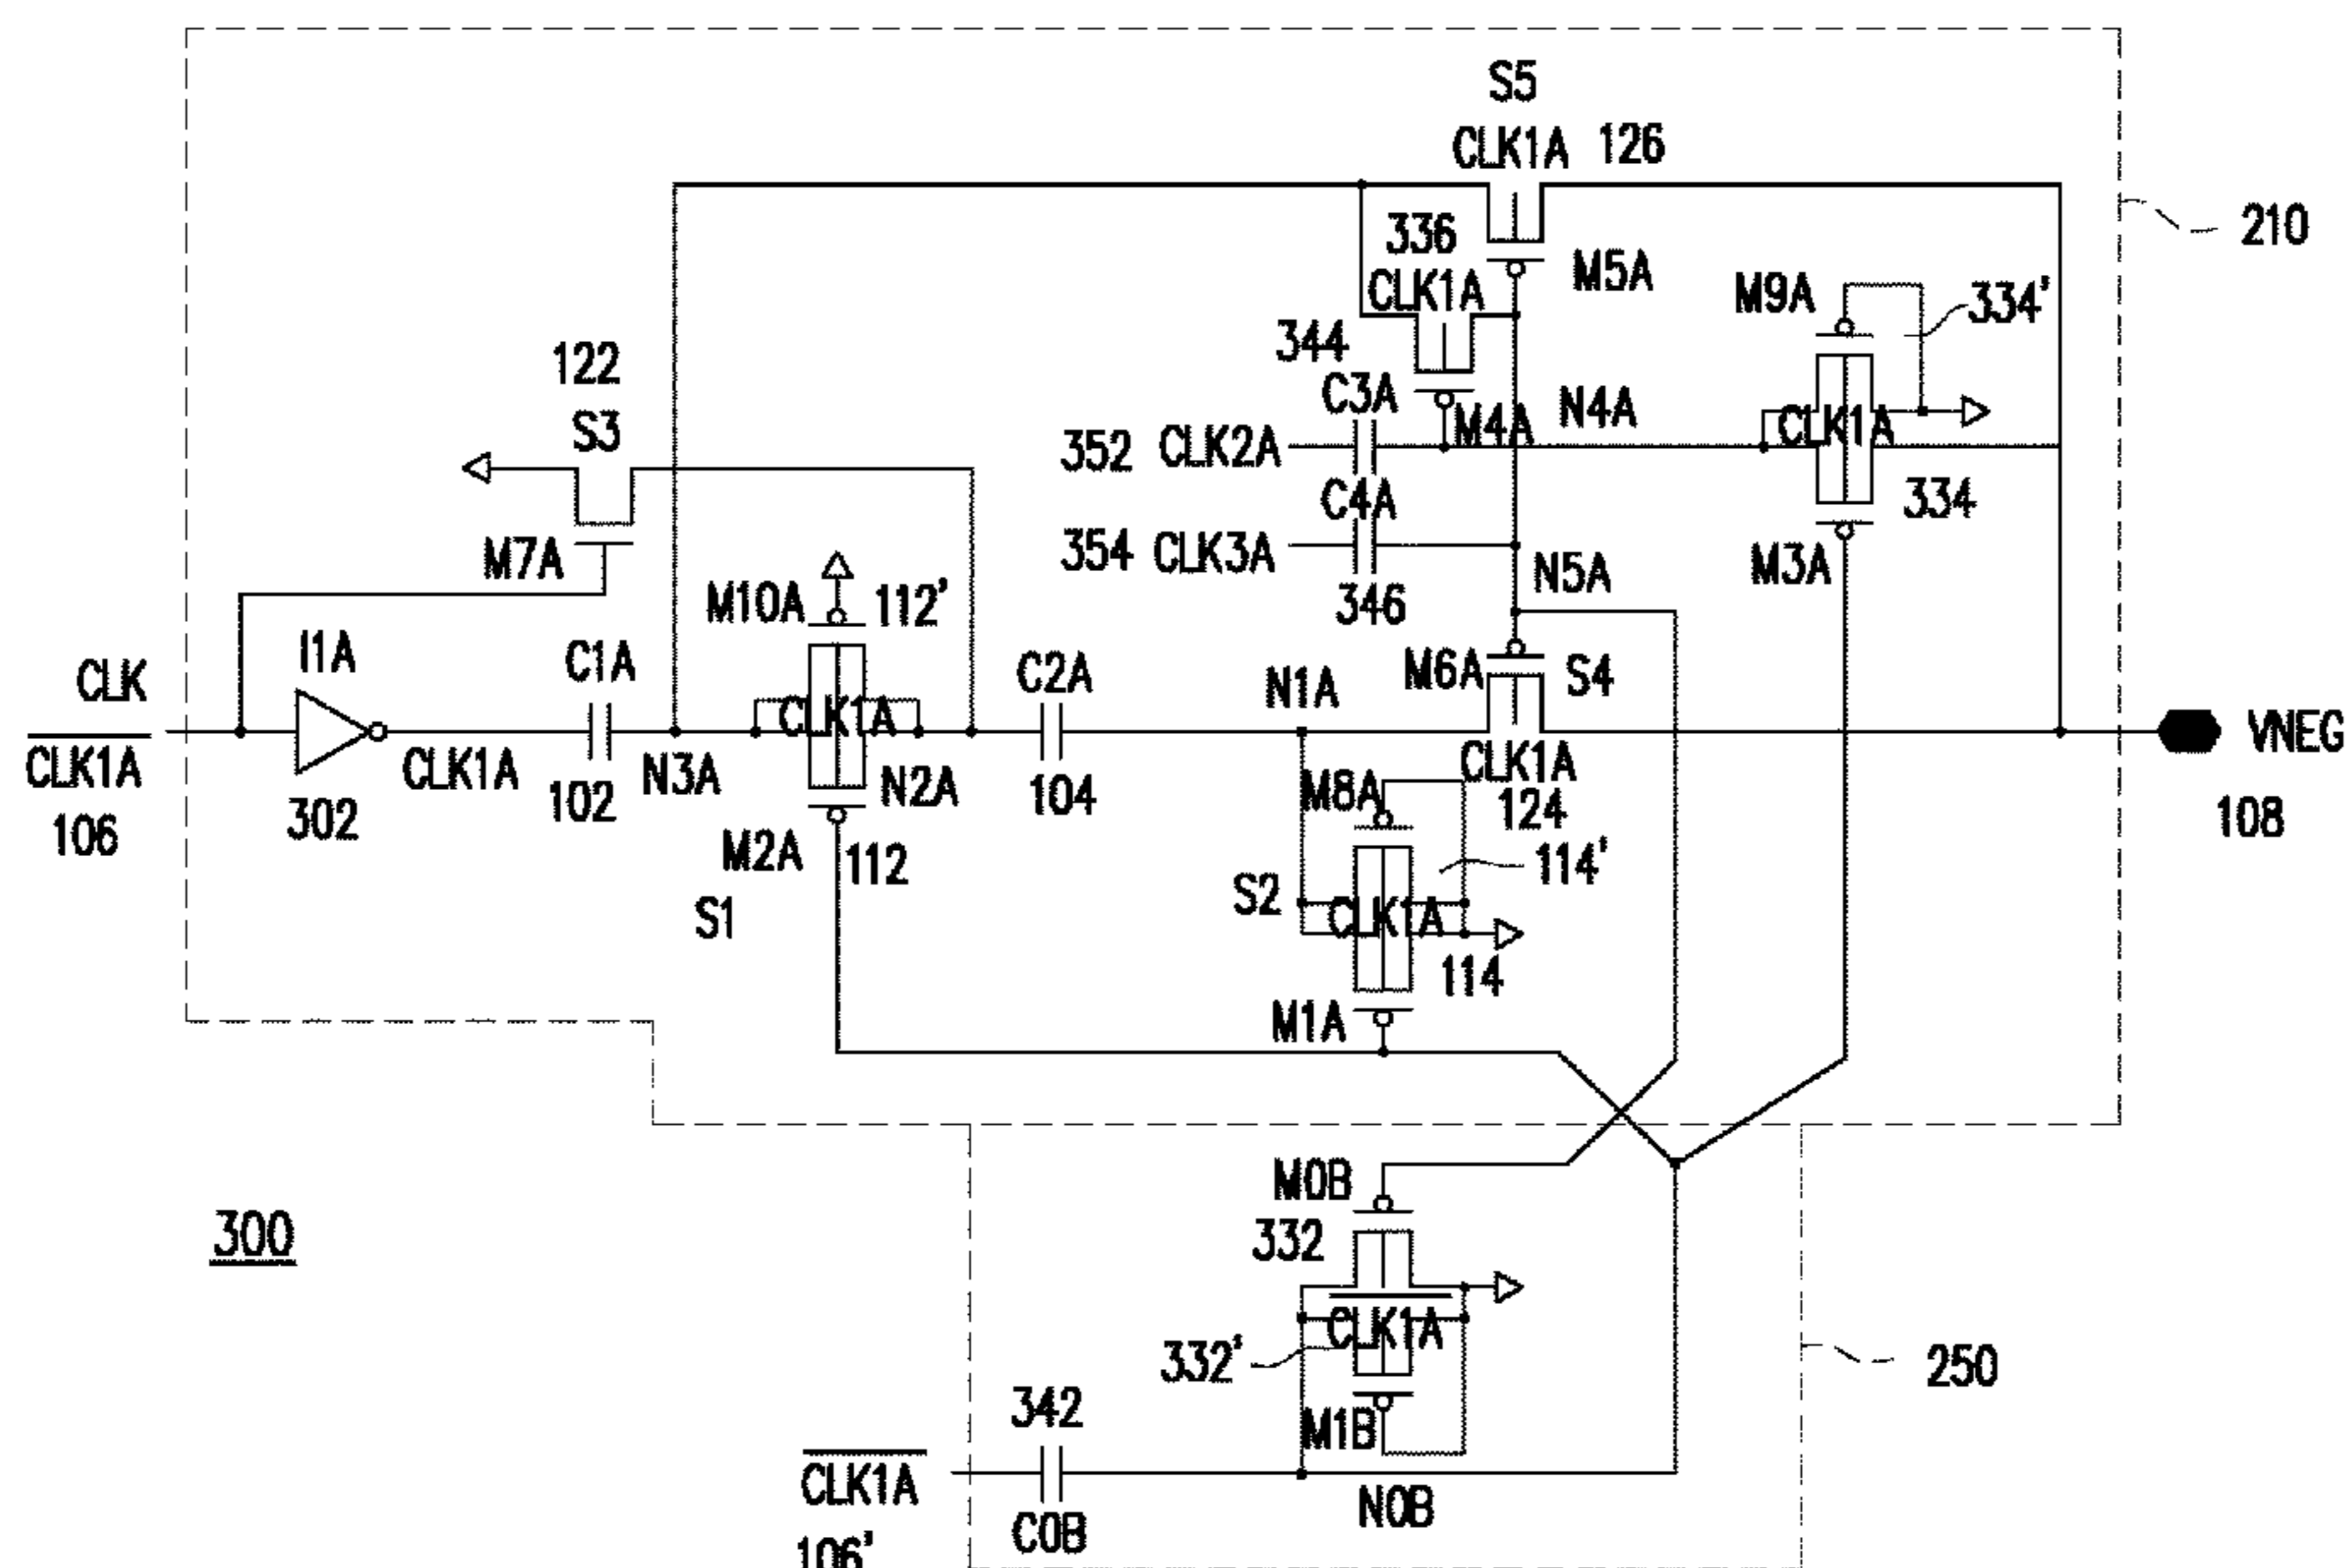 S5
CLK1A 126
336
CLK1A
M5A
210
M9A
334'
122
S3
344
C3A
M4A
N4A
CLK1A
352 CLK2A
C4A
334
354 CLK3A
M7A
346
N5A
M3A
M10A
112'
CLK
I1A
C1A
C2A
N1A
M6A
S4
CLK1A
CLK1A
106
302
CLK1A
102
N3A
N2A
104
CLK1A
124
VNEG
108
M8A
M2A
112
S1
S2
CLK1A
114'
114
M1A
300
M0B
332
CLK1A
332'
M1B
250
342
CLK1A
106'
C0B
N0B